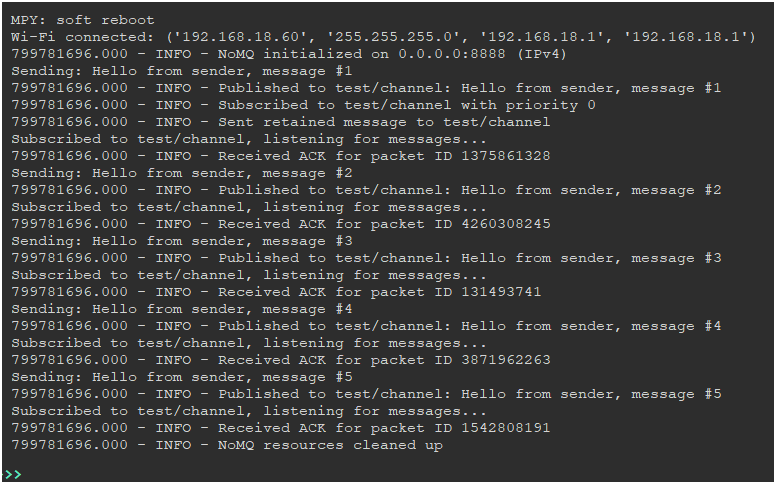 MPY: soft reboot
Wi-Fi connected: ('192.168.18.60', '255.255.255.0', '192.168.18.1', '192.168.18.1')
799781696.000 - INFO - NoMQ initialized on 0.0.0.0:8888 (IPv4)
Sending: Hello from sender, message #1
799781696.000 - INFO - Published to test/channel: Hello from sender, message #1
799781696.000 - INFO - Subscribed to test/channel with priority 0
799781696.000 - INFO - Sent retained message to test/channel
Subscribed to test/channel, listening for messages...
799781696.000 - INFO - Received ACK for packet ID 1375861328
Sending: Hello from sender, message #2
799781696.000 - INFO - Published to test/channel: Hello from sender, message #2
Subscribed to test/channel, listening for messages...
799781696.000 - INFO - Received ACK for packet ID 4260308245
Sending: Hello from sender, message #3
799781696.000 - INFO - Published to test/channel: Hello from sender, message #3
Subscribed to test/channel, listening for messages...
799781696.000 - INFO - Received ACK for packet ID 131493741
Sending: Hello from sender, message #4
799781696.000 - INFO - Published to test/channel: Hello from sender, message #4
Subscribed to test/channel, listening for messages...
799781696.000 - INFO - Received ACK for packet ID 3871962263
Sending: Hello from sender, message #5
799781696.000 - INFO - Published to test/channel: Hello from sender, message #5
Subscribed to test/channel, listening for messages...
799781696.000 - INFO - Received ACK for packet ID 1542808191
799781696.000 - INFO - NoMQ resources cleaned up
>>